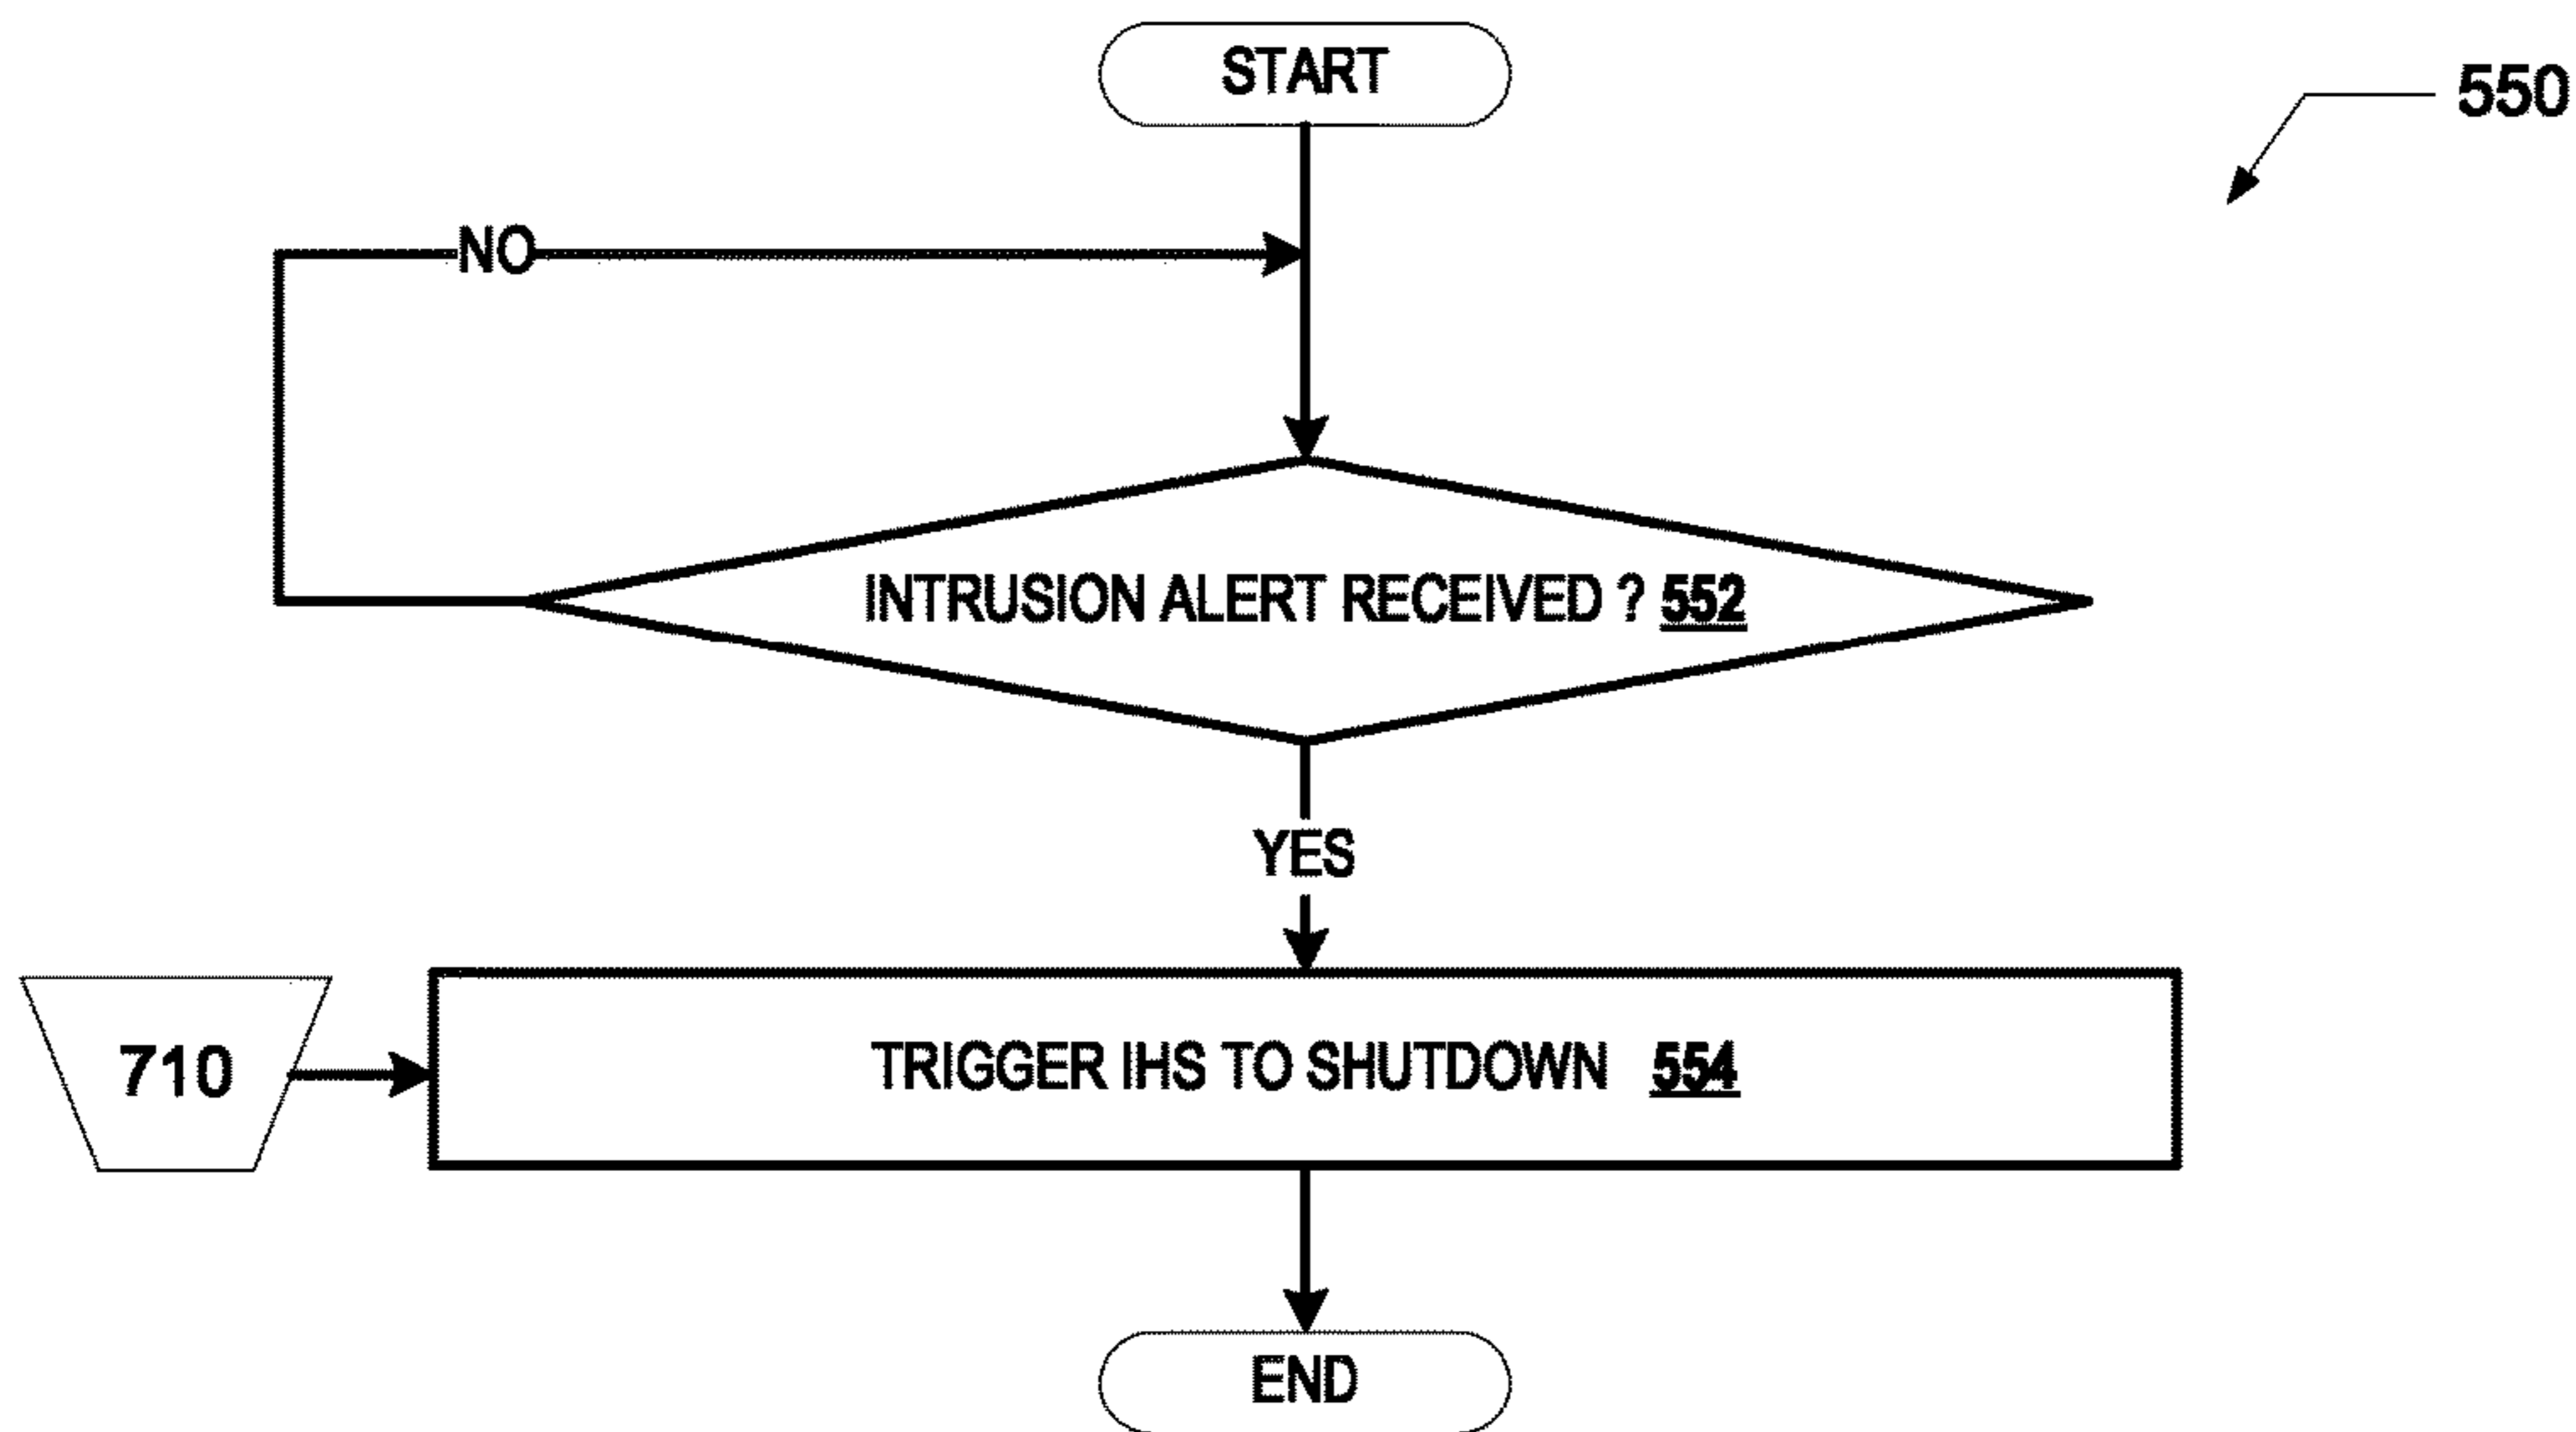 START
550
NO
INTRUSION ALERT RECEIVED ? 552
YES
710
TRIGGER IHS TO SHUTDOWN 554
END